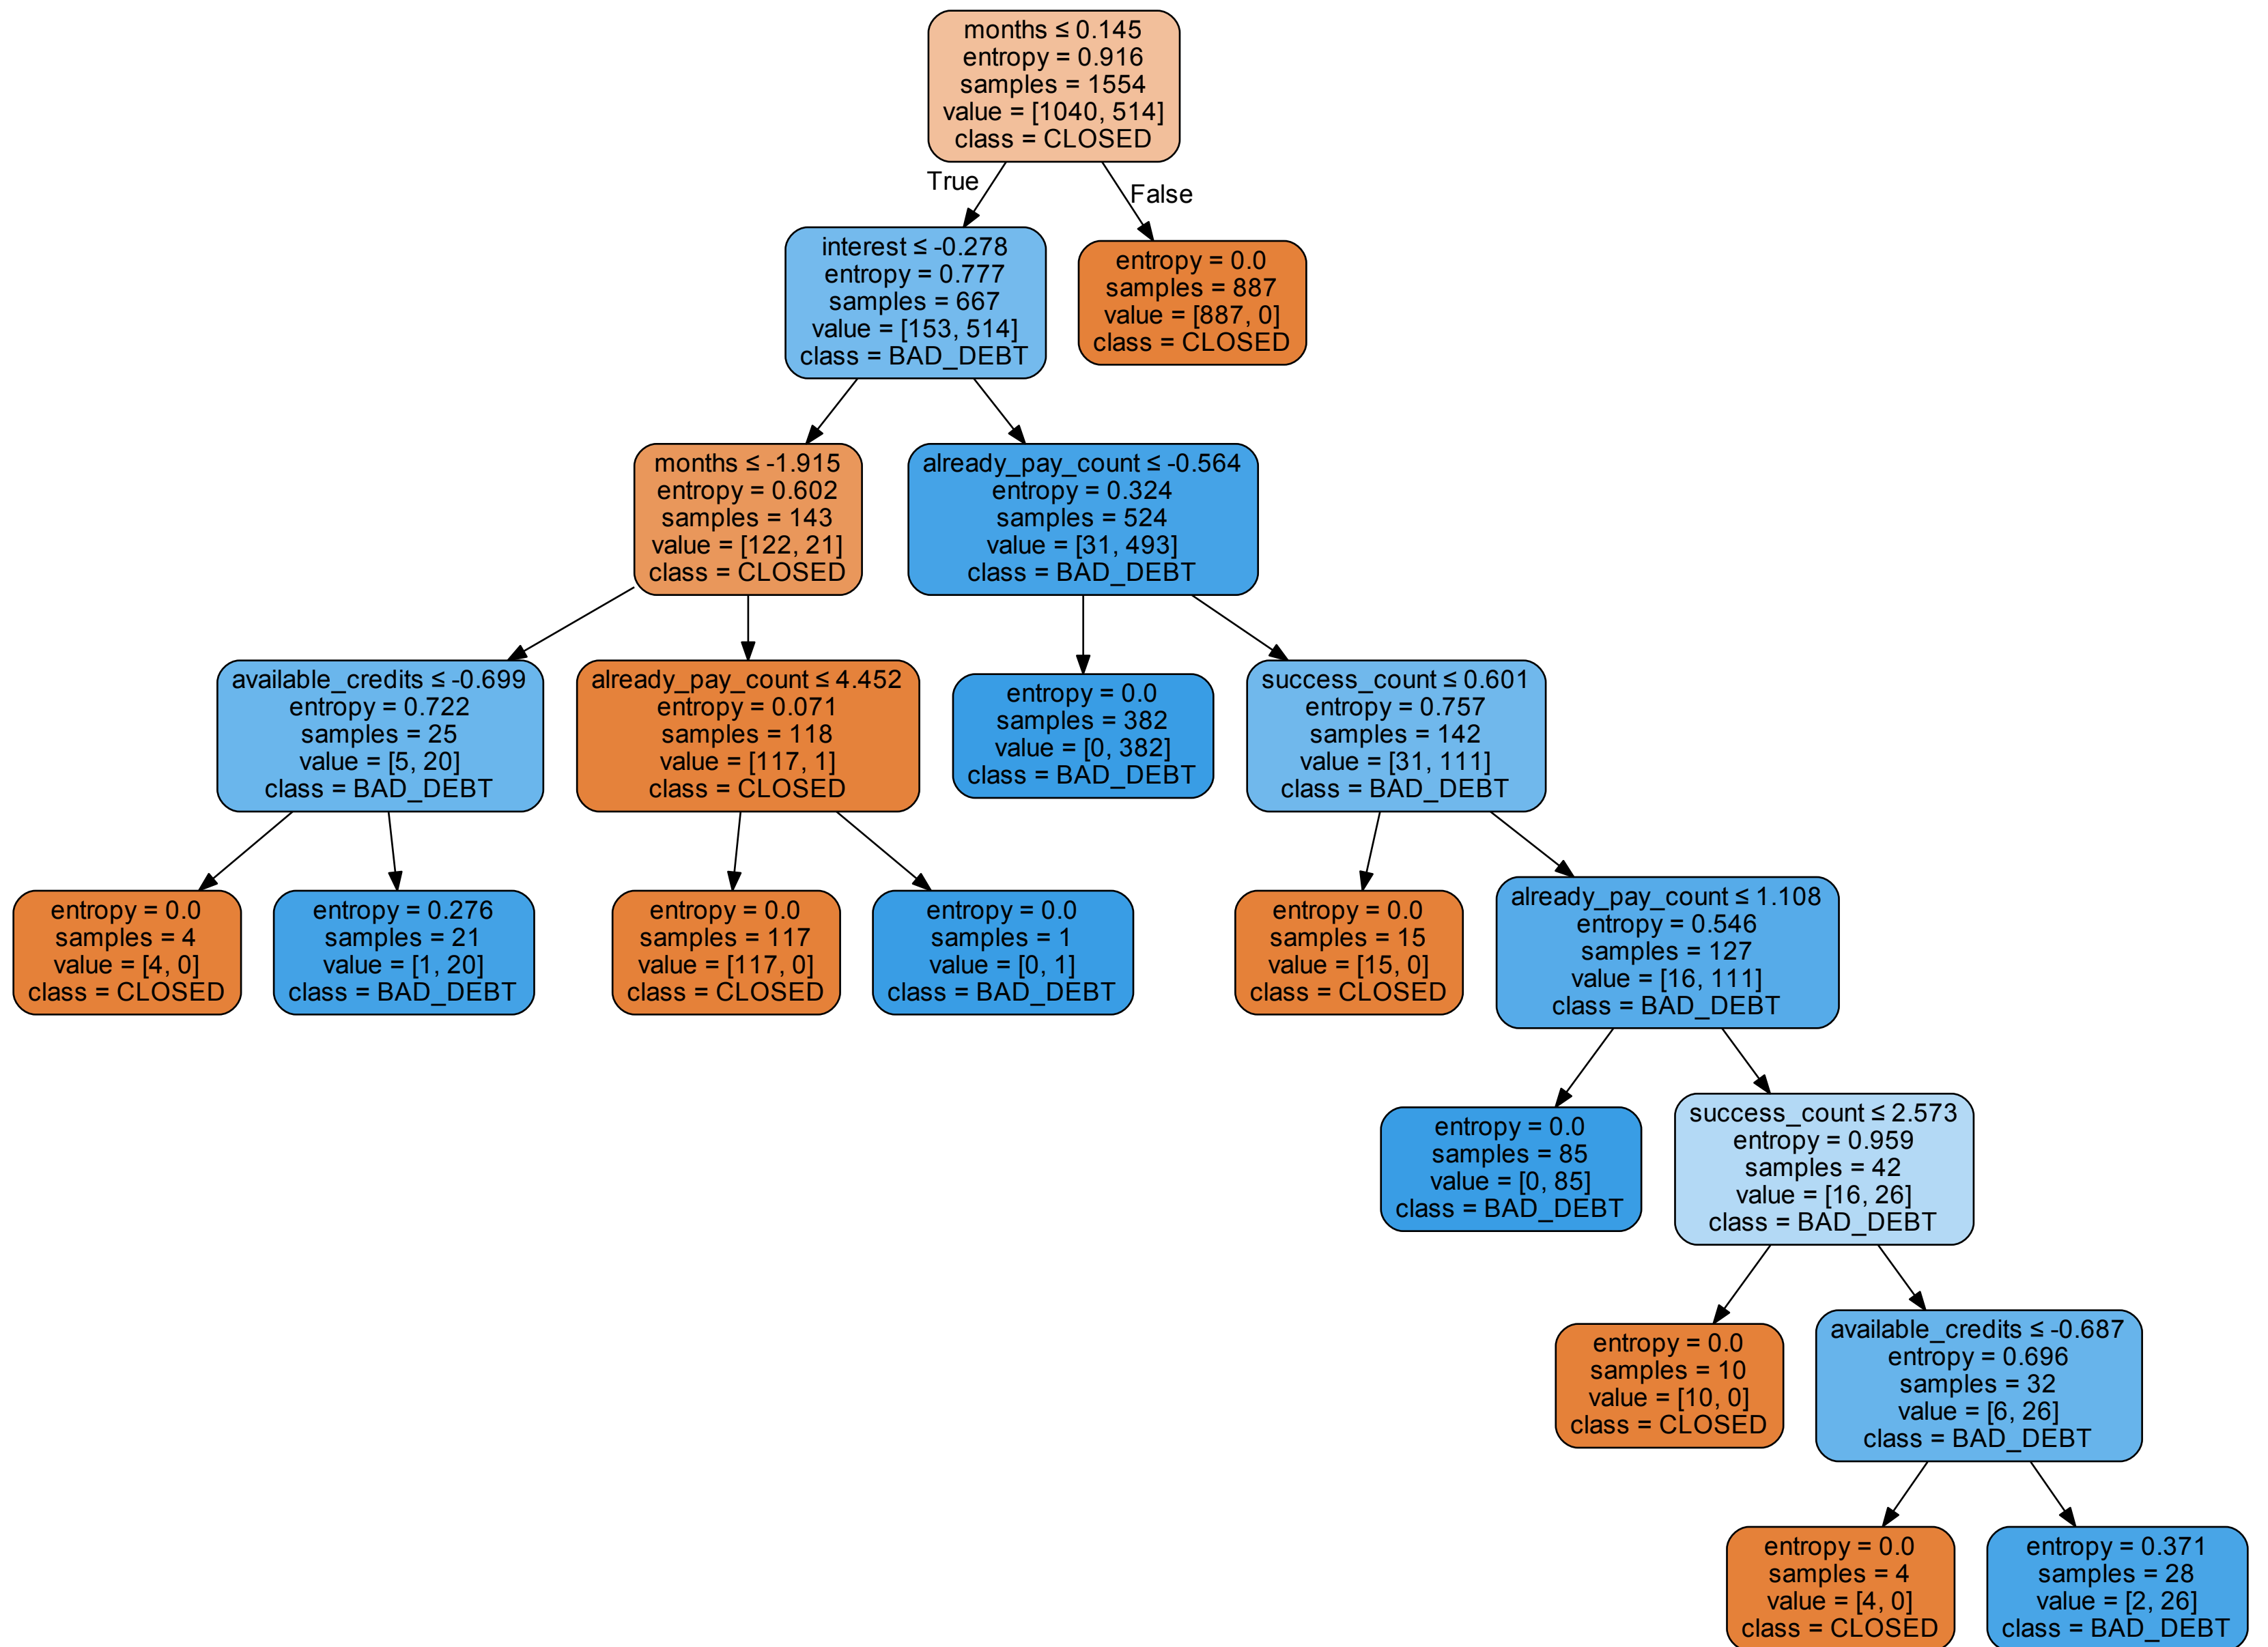 months ≤ 0.145
entropy = 0.916
samples = 1554
value = [1040, 514]
class = CLOSED
True
False
interest ≤ -0.278
entropy = 0.777
samples = 667
value = [153, 514]
class = BAD_DEBT
entropy = 0.0
samples = 887
value = [887, 0]
class = CLOSED
months ≤ -1.915
entropy = 0.602
samples = 143
value = [122, 21]
class = CLOSED
already_pay_count ≤ -0.564
entropy = 0.324
samples = 524
value = [31, 493]
class = BAD_DEBT
available_credits ≤ -0.699
entropy = 0.722
samples = 25
value = [5, 20]
class = BAD_DEBT
already_pay_count ≤ 4.452
entropy = 0.071
samples = 118
value = [117, 1]
class = CLOSED
entropy = 0.0
samples = 382
value = [0, 382]
class = BAD_DEBT
success_count ≤ 0.601
entropy = 0.757
samples = 142
value = [31, 111]
class = BAD_DEBT
entropy = 0.0
samples = 4
value = [4, 0]
class = CLOSED
entropy = 0.276
samples = 21
value = [1, 20]
class = BAD_DEBT
entropy = 0.0
samples = 117
value = [117, 0]
class = CLOSED
entropy = 0.0
samples = 1
value = [0, 1]
class = BAD_DEBT
entropy = 0.0
samples = 15
value = [15, 0]
class = CLOSED
already_pay_count ≤ 1.108
entropy = 0.546
samples = 127
value = [16, 111]
class = BAD_DEBT
entropy = 0.0
samples = 85
value = [0, 85]
class = BAD_DEBT
success_count ≤ 2.573
entropy = 0.959
samples = 42
value = [16, 26]
class = BAD_DEBT
entropy = 0.0
samples = 10
value = [10, 0]
class = CLOSED
available_credits ≤ -0.687
entropy = 0.696
samples = 32
value = [6, 26]
class = BAD_DEBT
entropy = 0.0
samples = 4
value = [4, 0]
class = CLOSED
entropy = 0.371
samples = 28
value = [2, 26]
class = BAD_DEBT